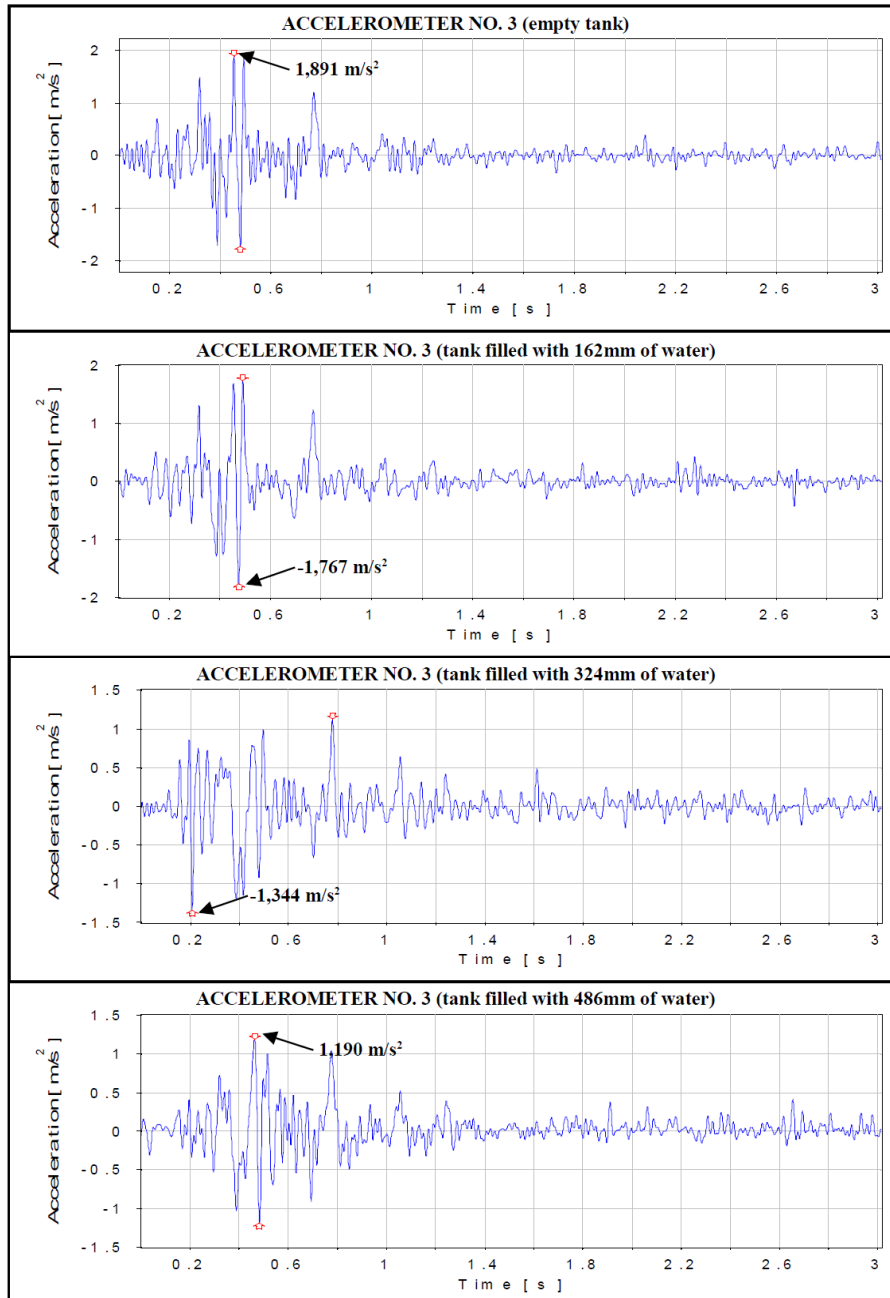 ACCELEROMETER NO. 3 (empty tank)
Acceleration[m/s²]
2
1
0
-1
-2
1,891 m/s²
0.2 0.6 1 1.4 1.8 2.2 2.6 3
Time [s]
ACCELEROMETER NO. 3 (tank filled with 162mm of water)
Acceleration[m/s²]
2
1
0
-1
-2
-1,767 m/s²
0.2 0.6 1 1.4 1.8 2.2 2.6 3
Time [s]
ACCELEROMETER NO. 3 (tank filled with 324mm of water)
Acceleration[m/s²]
1.5
1
0.5
0
-0.5
-1
-1.5
-1,344 m/s²
0.2 0.6 1 1.4 1.8 2.2 2.6 3
Time [s]
ACCELEROMETER NO. 3 (tank filled with 486mm of water)
Acceleration[m/s²]
1.5
1
0.5
0
-0.5
-1
-1.5
1,190 m/s²
0.2 0.6 1 1.4 1.8 2.2 2.6 3
Time [s]